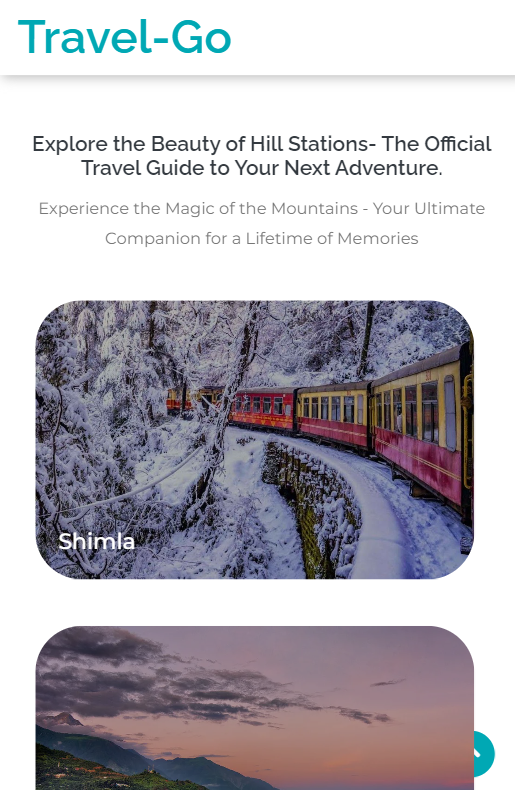 Travel-Go
Explore the Beauty of Hill Stations- The Official
Travel Guide to Your Next Adventure.
Experience the Magic of the Mountains - Your Ultimate
Companion for a Lifetime of Memories
Shimla